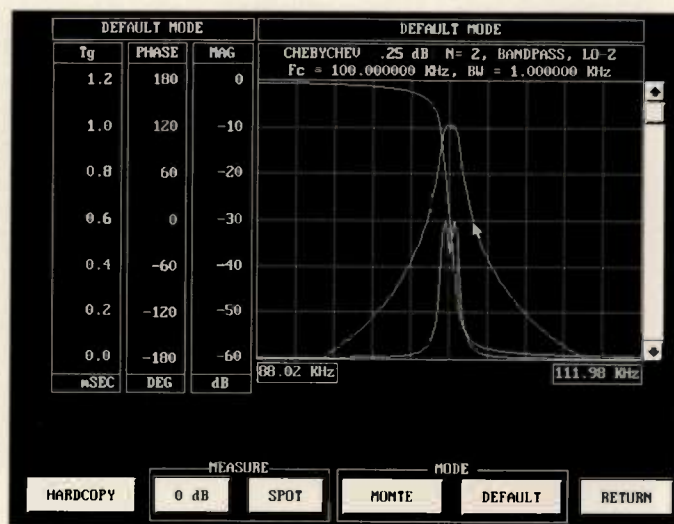 DEFAULT MODE
DEFAULT MODE
Tg PHASE MAG
1.2 180 0
1.0 120 -10
0.8 60 -20
0.6 0 -30
0.4 -60 -40
0.2 -120 -50
0.0 -180 -60
mSEC DEG dB
CHEBYCHEV .25 dB N= 2, BANDPASS, LO-Z
Fc = 100.000000 KHz, BW = 1.000000 KHz
88.02 KHz
111.98 KHz
MEASURE
MODE
HARDCOPY
0 dB
SPOT
MONTE
DEFAULT
RETURN